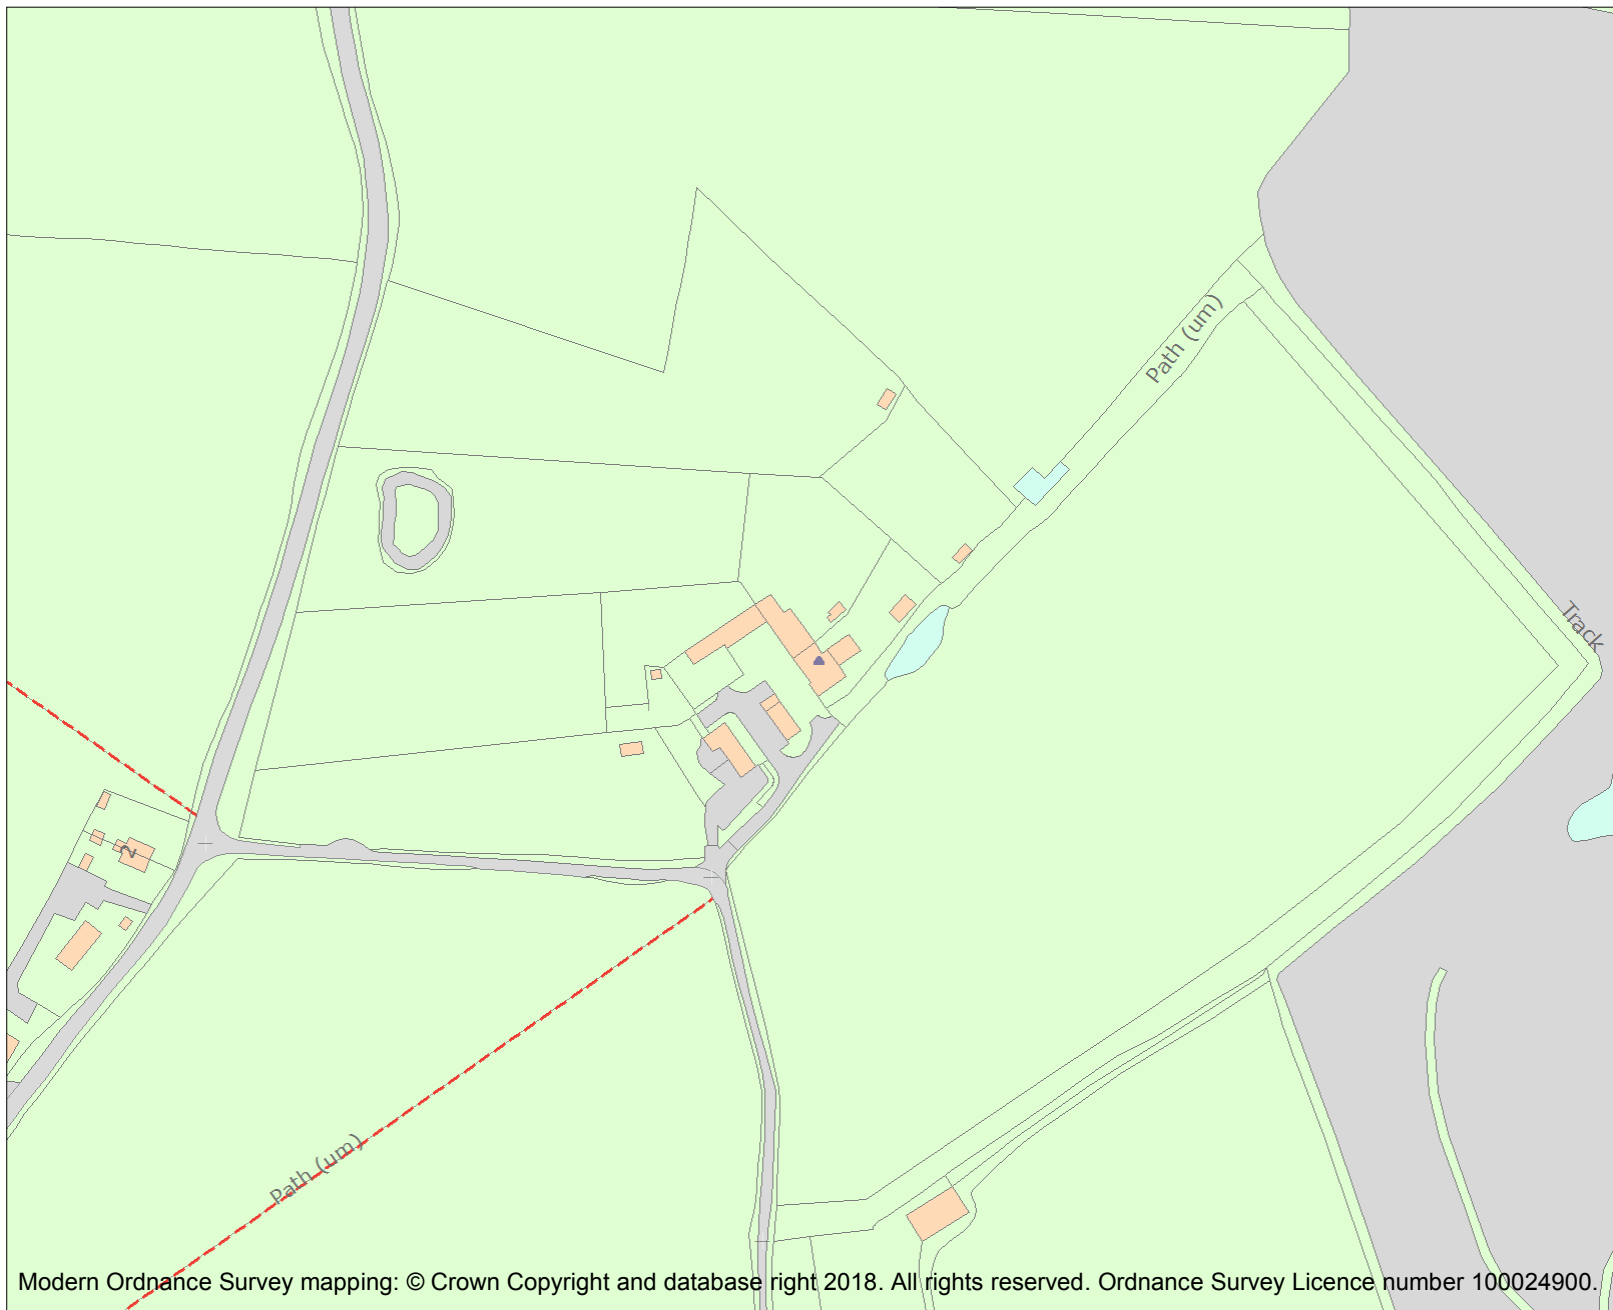 Path (um)
Track
2
Path (um)
Modern Ordnance Survey mapping: © Crown Copyright and database right 2018. All rights reserved. Ordnance Survey Licence number 100024900.